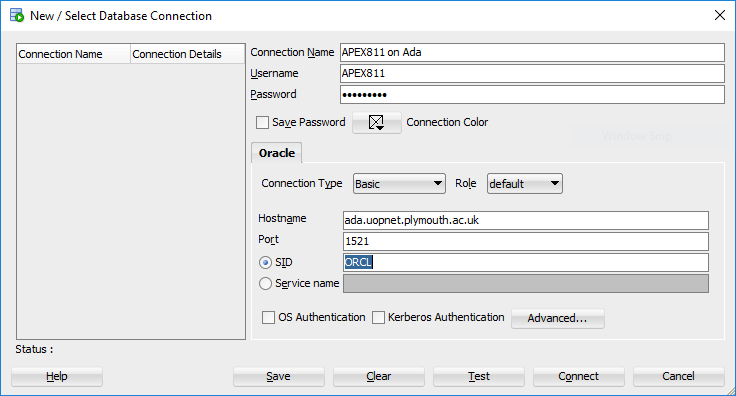 New / Select Database Connection
Connection Name Connection Details
Connection Name APEX811 on Ada
Username APEX811
Password •••••••••
Save Password Connection Color
Oracle
Connection Type Basic Role default
Hostname ada.uopnet.plymouth.ac.uk
Port 1521
SID ORCL
Service name
OS Authentication Kerberos Authentication Advanced...
Status :
Help Save Clear Test Connect Cancel